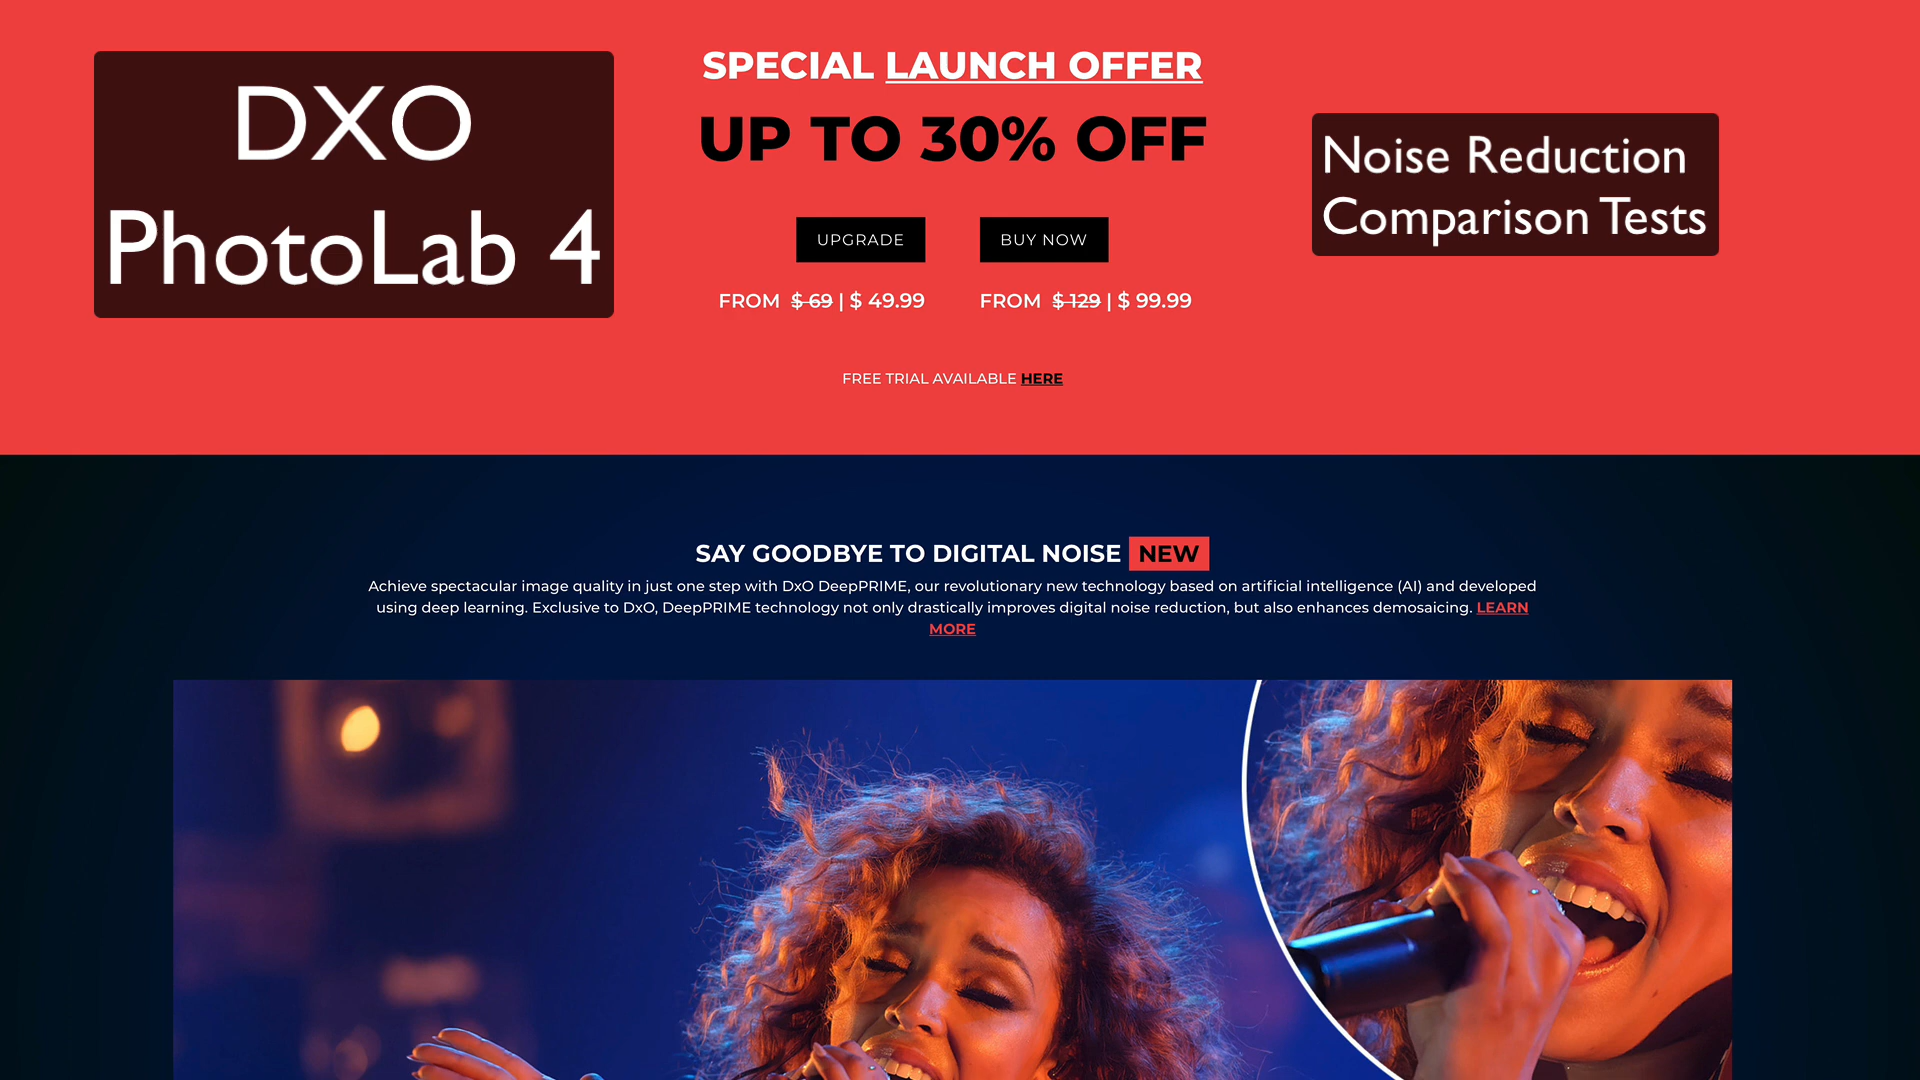 DXO
PhotoLab 4
SPECIAL LAUNCH OFFER
UP TO 30% OFF
UPGRADE
BUY NOW
FROM $ 69 | $ 49.99
FROM $ 129 | $ 99.99
FREE TRIAL AVAILABLE HERE
Noise Reduction
Comparison Tests
SAY GOODBYE TO DIGITAL NOISE NEW
Achieve spectacular image quality in just one step with DxO DeepPRIME, our revolutionary new technology based on artificial intelligence (AI) and developed
using deep learning. Exclusive to DxO, DeepPRIME technology not only drastically improves digital noise reduction, but also enhances demosaicing. LEARN
MORE